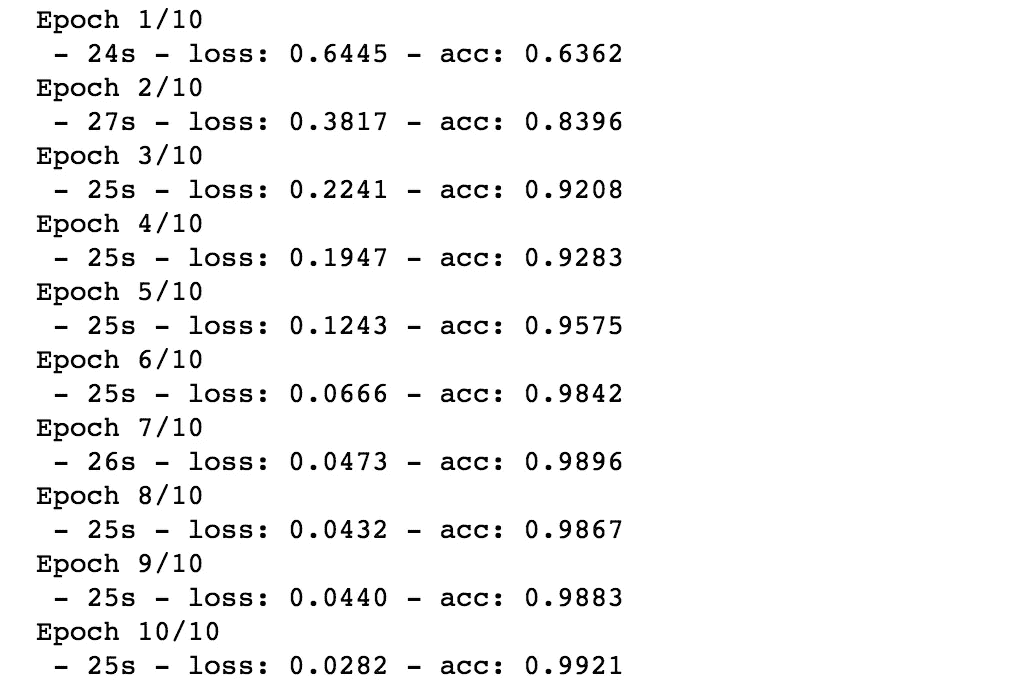 Epoch 1/10
 - 24s - loss: 0.6445 - acc: 0.6362
Epoch 2/10
 - 27s - loss: 0.3817 - acc: 0.8396
Epoch 3/10
 - 25s - loss: 0.2241 - acc: 0.9208
Epoch 4/10
 - 25s - loss: 0.1947 - acc: 0.9283
Epoch 5/10
 - 25s - loss: 0.1243 - acc: 0.9575
Epoch 6/10
 - 25s - loss: 0.0666 - acc: 0.9842
Epoch 7/10
 - 26s - loss: 0.0473 - acc: 0.9896
Epoch 8/10
 - 25s - loss: 0.0432 - acc: 0.9867
Epoch 9/10
 - 25s - loss: 0.0440 - acc: 0.9883
Epoch 10/10
 - 25s - loss: 0.0282 - acc: 0.9921